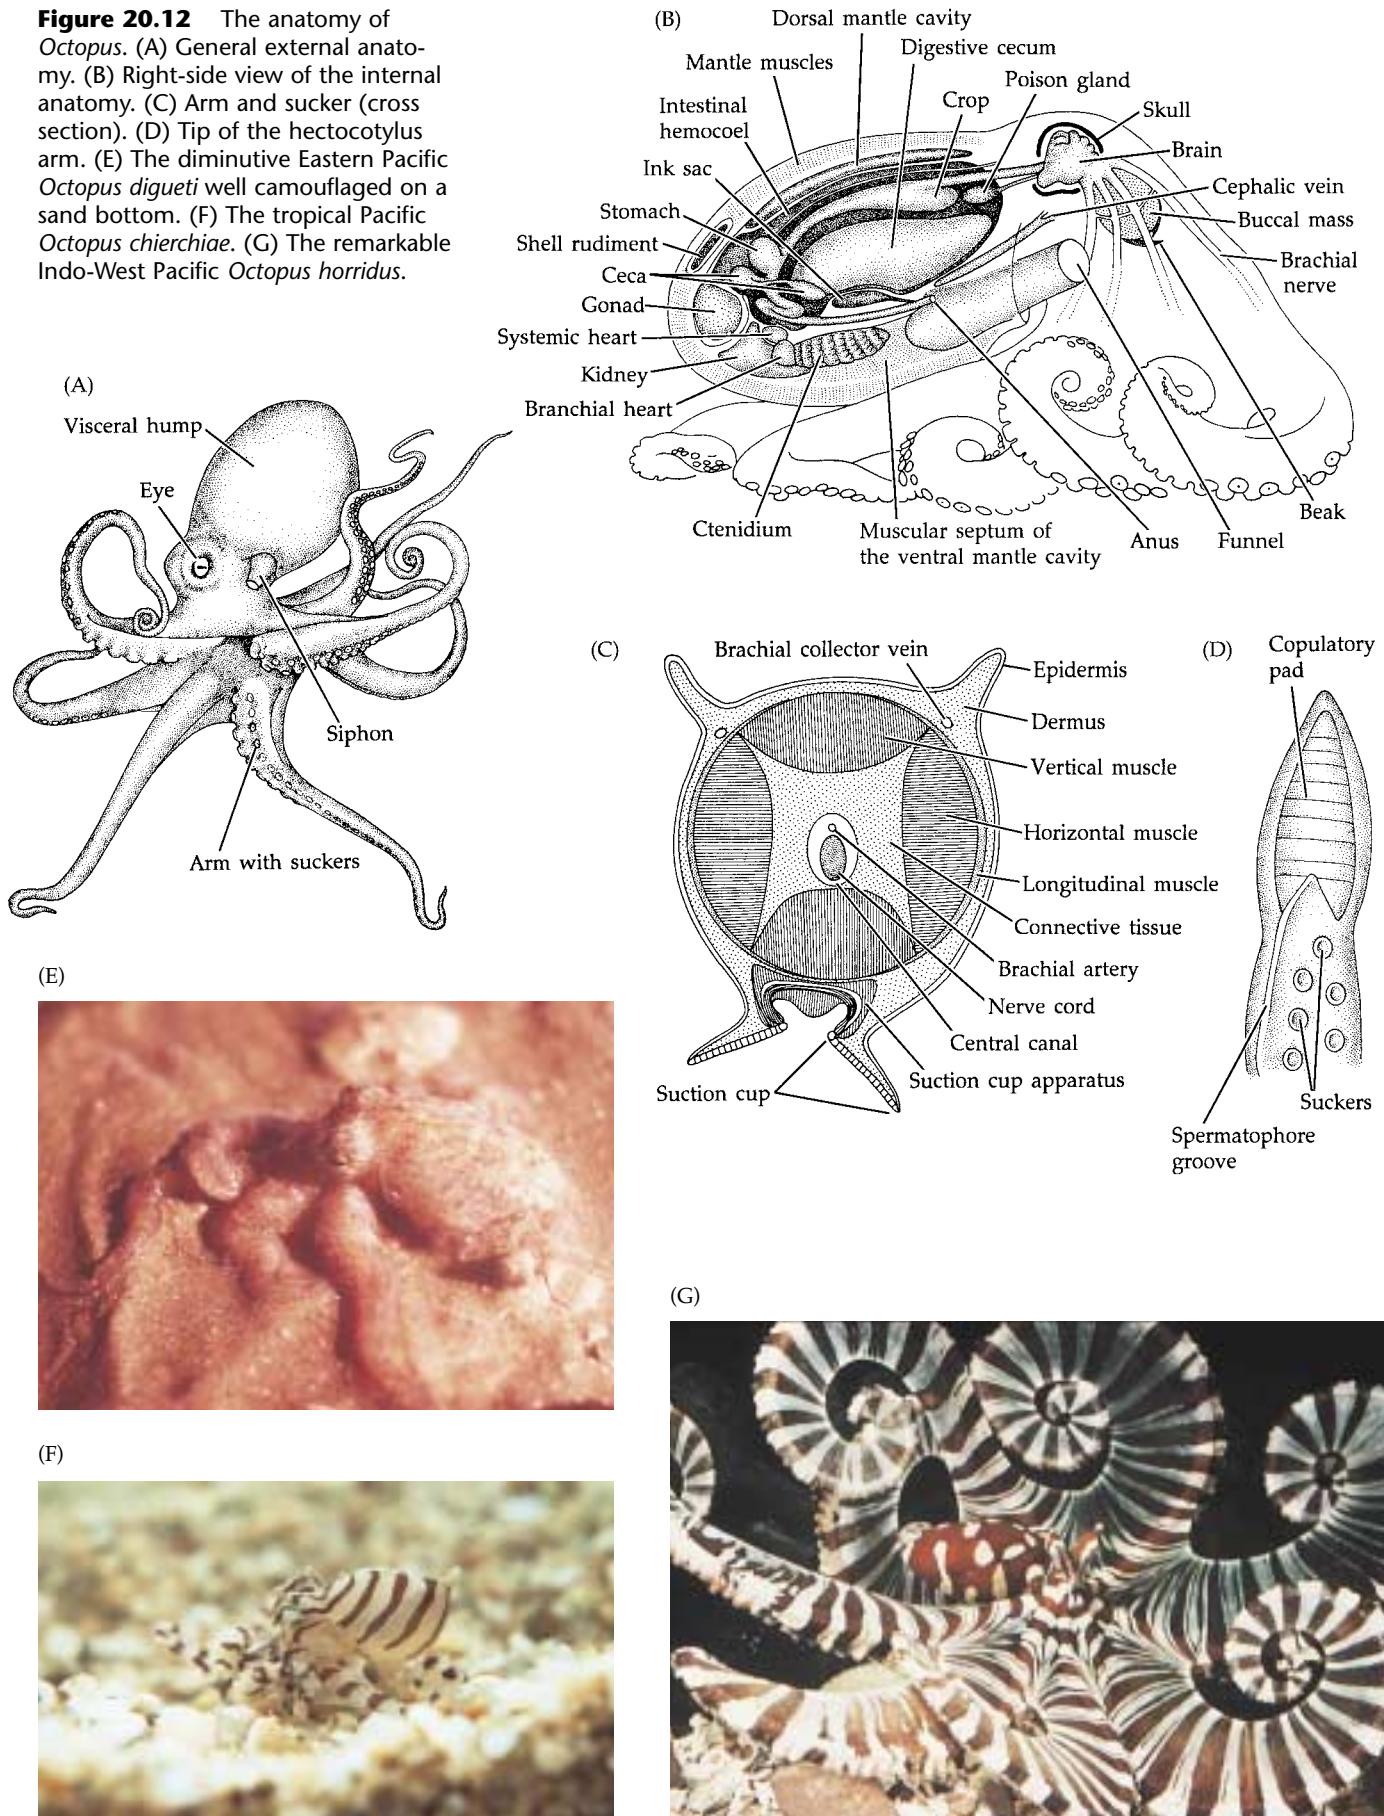 Figure 20.12 The anatomy of
Octopus. (A) General external anato-
my. (B) Right-side view of the internal
anatomy. (C) Arm and sucker (cross
section). (D) Tip of the hectocotylus
arm. (E) The diminutive Eastern Pacific
Octopus digueti well camouflaged on a
sand bottom. (F) The tropical Pacific
Octopus chierchiae. (G) The remarkable
Indo-West Pacific Octopus horridus.
(B)
Dorsal mantle cavity
Digestive cecum
Mantle muscles
Poison gland
Intestinal
hemocoel
Crop
Skull
Ink sac
Brain
Cephalic vein
Stomach
Buccal mass
Shell rudiment
Brachial
nerve
Ceca
Gonad
Systemic heart
Kidney
Branchial heart
Ctenidium
Muscular septum of
the ventral mantle cavity
Anus
Funnel
Beak
(A)
Visceral hump
Eye
Siphon
Arm with suckers
(C)
Brachial collector vein
Epidermis
Dermus
Vertical muscle
Horizontal muscle
Longitudinal muscle
Connective tissue
Brachial artery
Nerve cord
Central canal
Suction cup apparatus
Suction cup
(D)
Copulatory
pad
Suckers
Spermatophore
groove
(E)
(F)
(G)